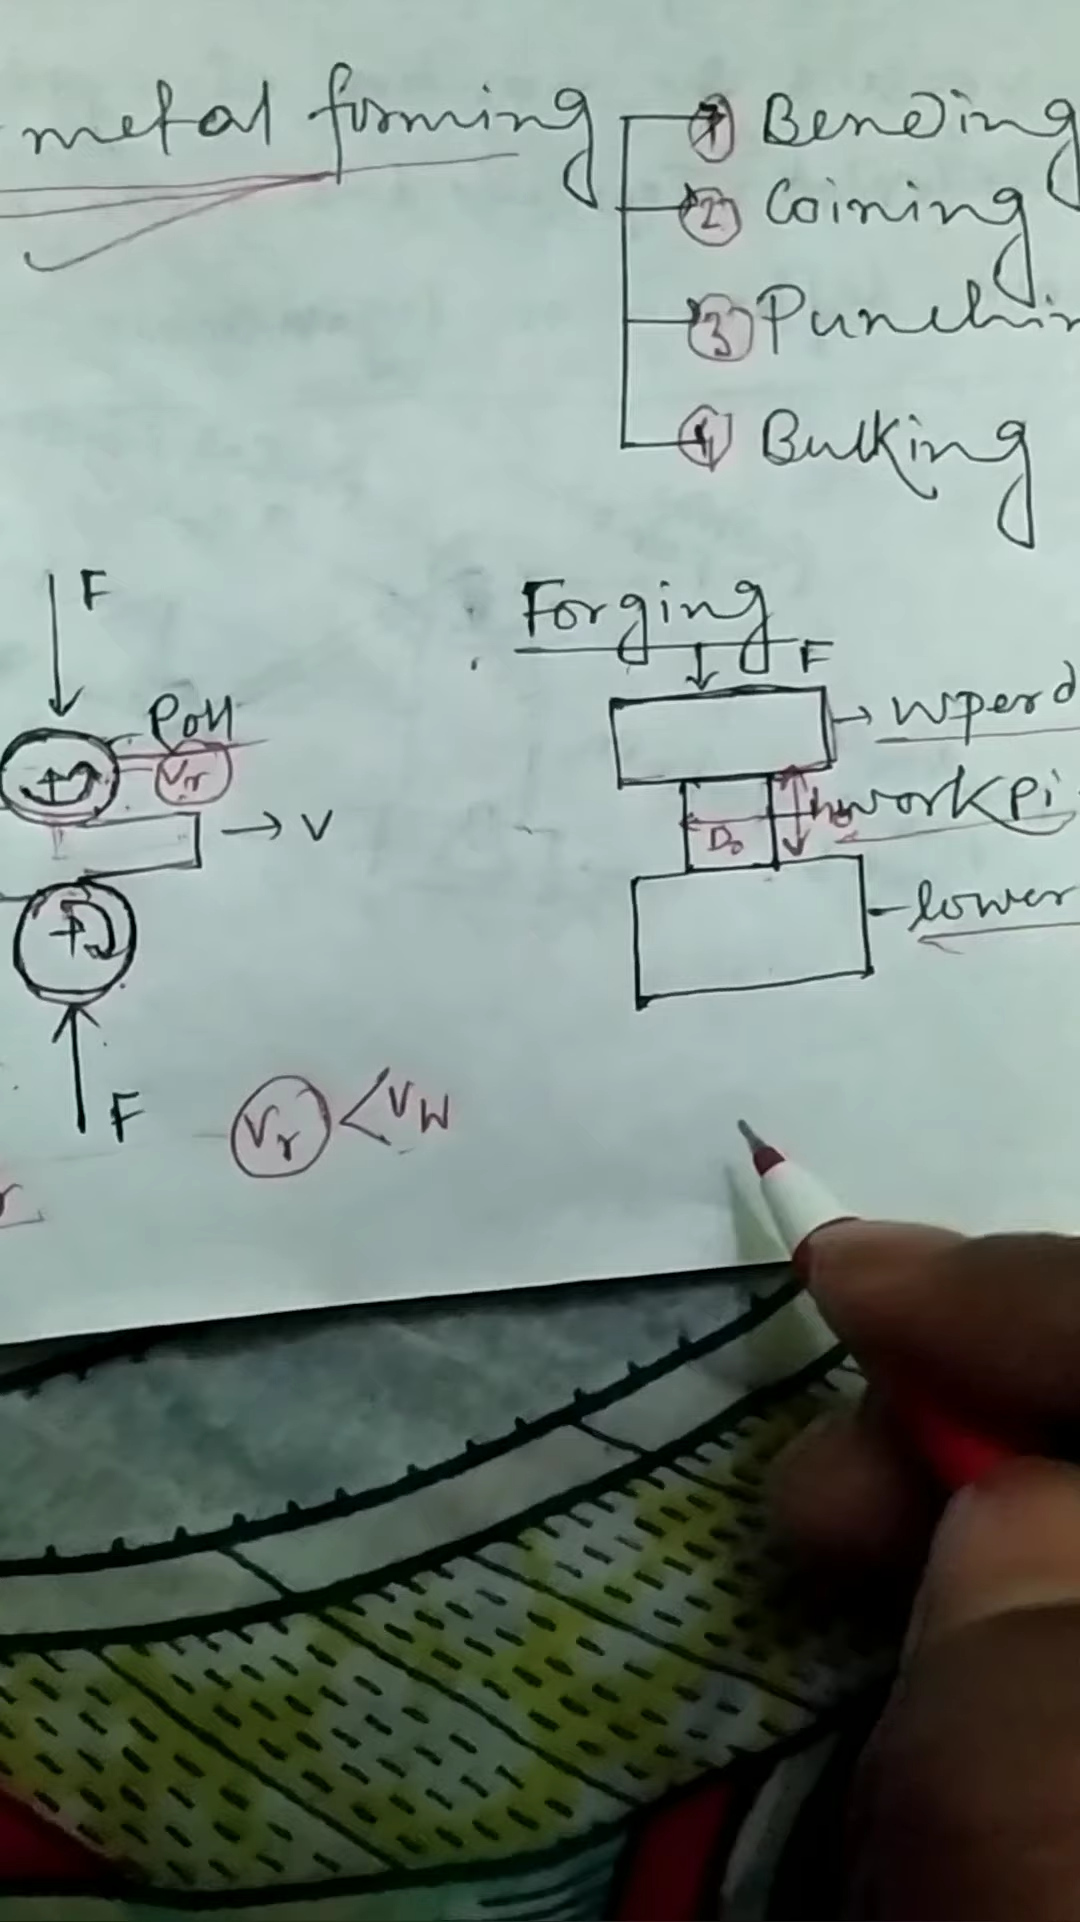 metal forming
1 Bending
2 Coining
3 Punchin
4 Bulking
F
Roll
Vr
V
F
Vr < VW
Forging
F
upper d
workpi
h0
D0
lower